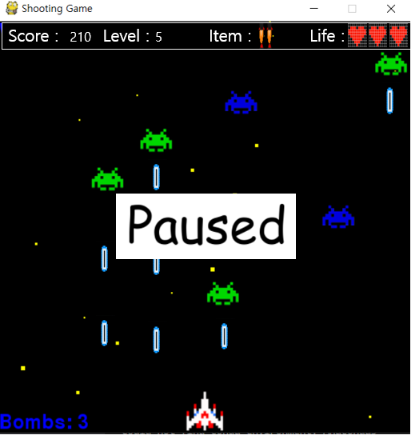 Shooting Game
Score : 210 Level : 5 Item : Life :
Paused
Bombs: 3